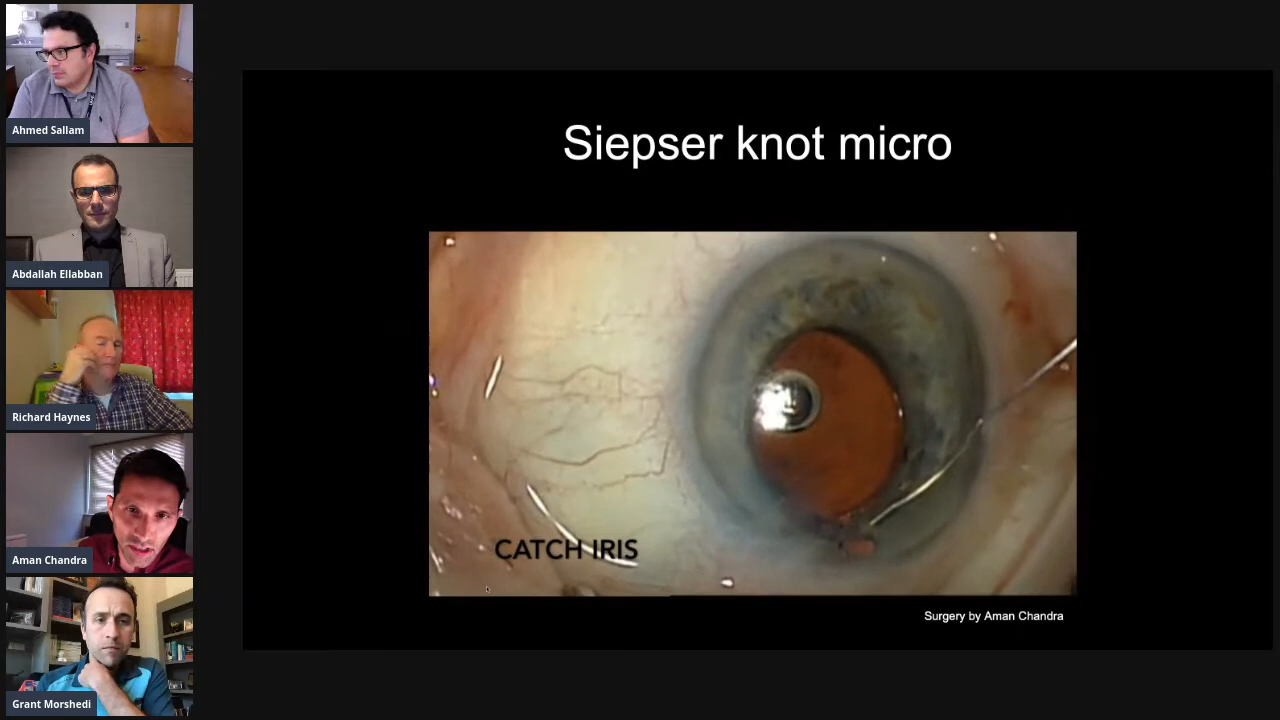 Ahmed Sallam
Abdallah Ellabban
Richard Haynes
Aman Chandra
Grant Morshedi
Siepser knot micro
CATCH IRIS
Surgery by Aman Chandra